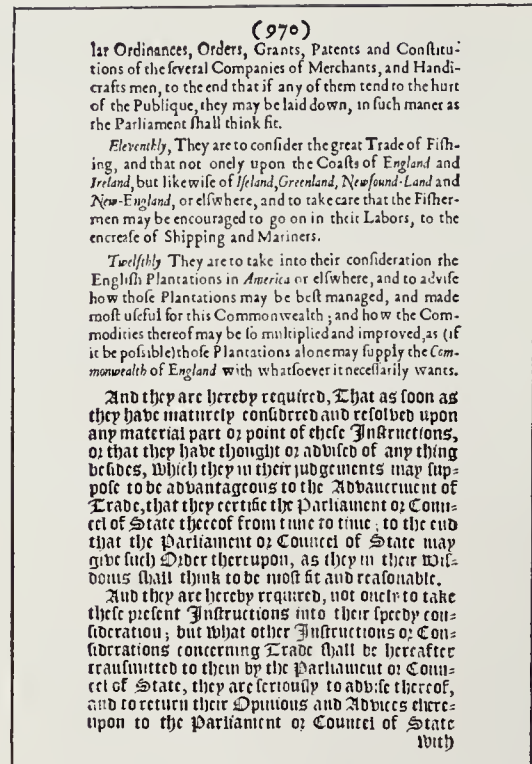 (970)
lar Ordinances, Orders, Grants, Patents and Conſtitu-
tions of the ſeveral Companies of Merchants, and Handi-
crafts men, to the end that if any of them tend to the hurt
of the Publique, they may be laid down, in ſuch maner as
the Parliament ſhall think fit.
Eleventhly, They are to conſider the great Trade of Fiſh-
ing, and that not onely upon the Coaſts of England and
Ireland, but likewiſe of Iſeland, Greenland, Newfound-Land and
New-England, or elſwhere, and to take care that the Fiſher-
men may be encouraged to go on in their Labors, to the
encreaſe of Shipping and Mariners.
Twelfthly They are to take into their conſideration the
Engliſh Plantations in America or elſwhere, and to adviſe
how thoſe Plantations may be beſt managed, and made
moſt uſeful for this Commonwealth; and how the Com-
modities thereof may be ſo multiplied and improved, as (if
it be poſsible) thoſe Plantations alone may ſupply the Com-
monwealth of England with whatſoever it neceſſarily wants.
And they are hereby required, That as ſoon as
they have maturely conſidered and reſolved upon
any material part or point of theſe Inſtructions,
or that they have thought or adviſed of any thing
beſides, which they in their judgements may ſup-
poſe to be advantageous to the Advancement of
Trade, that they certifie the Parliament or Coun-
cel of State thereof from time to time; to the end
that the Parliament or Councel of State may
give ſuch Order thereupon, as they in their Wiſ-
doms ſhall think to be moſt fit and reaſonable.
And they are hereby required, not onely to take
theſe preſent Inſtructions into their ſpeedy con-
ſideration; but what other Inſtructions or Con-
ſiderations concerning Trade ſhall be hereafter
tranſmitted to them by the Parliament or Coun-
cel of State, they are ſeriouſly to adviſe thereof,
and to return their Opinions and Advices there-
upon to the Parliament or Councel of State
with